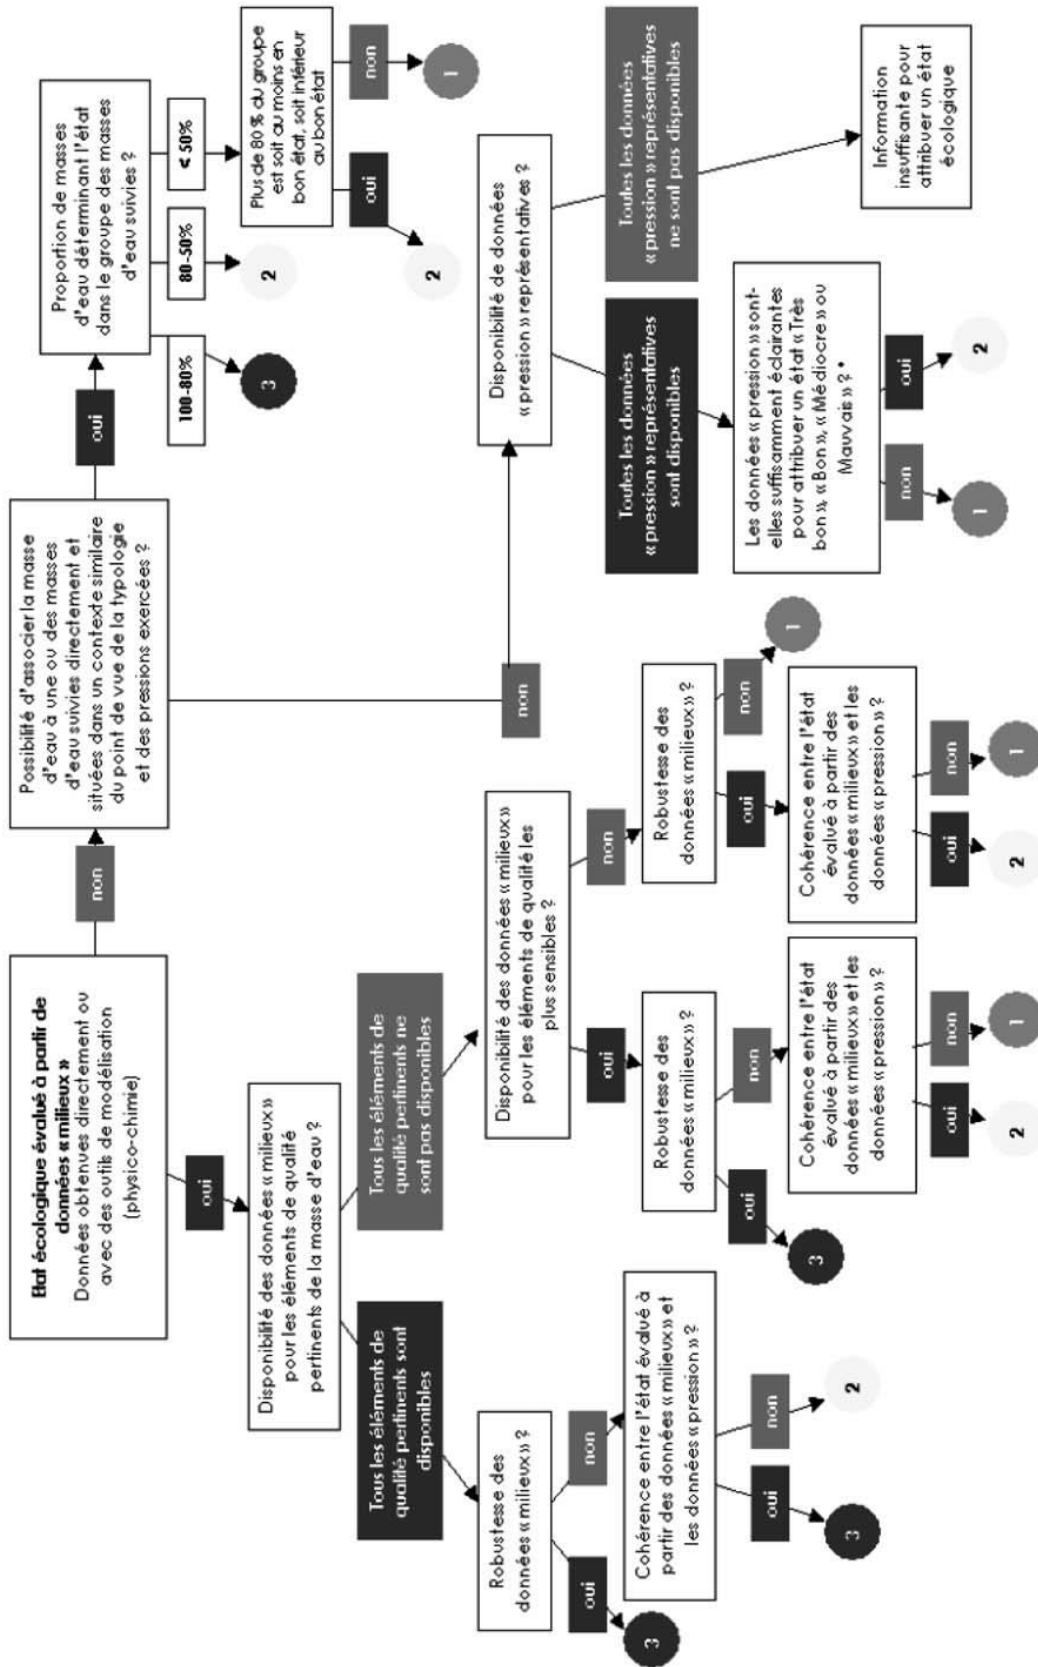 Etat écologique évalué à partir de
données « milieux »
Données obtenues directement ou
avec des outils de modélisation
(physico-chimie)
non
oui
Possibilité d'associer la masse
d'eau à une ou des masses
d'eau suivies directement et
situées dans un contexte similaire
du point de vue de la typologie
et des pressions exercées ?
oui
non
Proportion de masses
d'eau déterminant l'état
dans le groupe des masses
d'eau suivies ?
100-80%
80-50%
< 50%
3
2
Plus de 80 % du groupe
est soit au moins en
bon état, soit inférieur
au bon état
oui
non
2
1
Disponibilité des données « milieux »
pour les éléments de qualité
pertinents de la masse d'eau ?
Tous les éléments de
qualité pertinents sont
disponibles
Tous les éléments de
qualité pertinents ne
sont pas disponibles
Robustesse des
données « milieux » ?
oui
non
3
Cohérence entre l'état évalué à
partir des données « milieux » et
les données « pression » ?
oui
non
3
2
Disponibilité des données « milieux »
pour les éléments de qualité les
plus sensibles ?
oui
non
Robustesse des
données « milieux » ?
oui
non
3
Cohérence entre l'état
évalué à partir des
données « milieux » et les
données « pression » ?
oui
non
2
1
Robustesse des
données « milieux » ?
oui
non
1
Cohérence entre l'état
évalué à partir des
données « milieux » et les
données « pression » ?
oui
non
2
1
Disponibilité de données
« pression » représentatives ?
Toutes les données
« pression » représentatives
sont disponibles
Toutes les données
« pression » représentatives
ne sont pas disponibles
Les données « pression » sont-
elles suffisamment éclairantes
pour attribuer un état « Très
bon », « Bon », « Médiocre » ou
Mauvais » ? *
non
oui
1
2
Information
insuffisante pour
attribuer un état
écologique